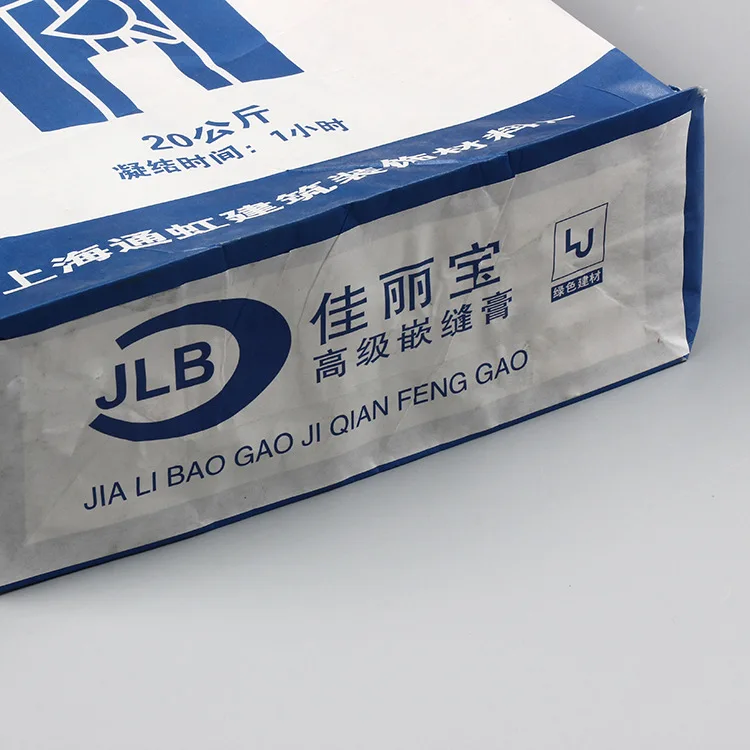 20公斤
凝结时间：1小时
上海通虹建筑装饰材料厂
JLB
佳丽宝
高级嵌缝膏
JIA LI BAO GAO JI QIAN FENG GAO
LJ
绿色建材